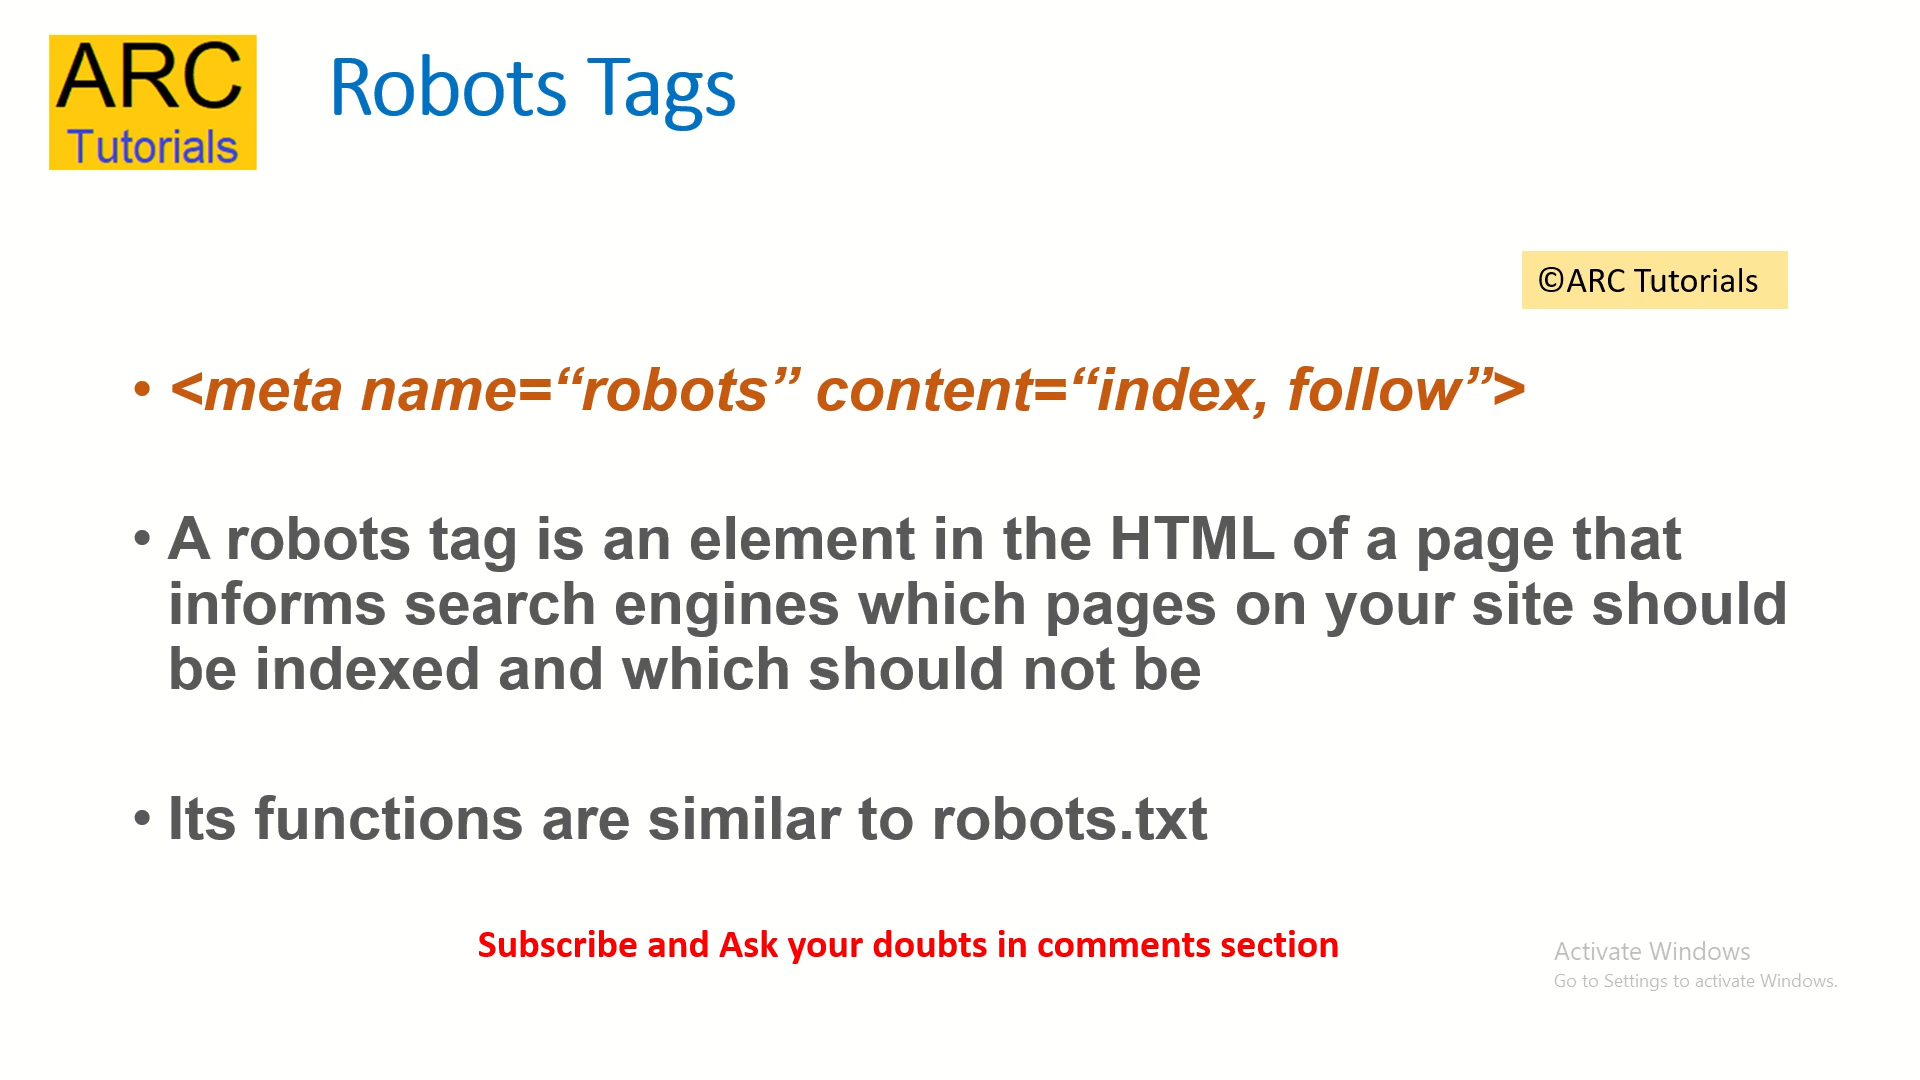 ARC
Tutorials
Robots Tags
©ARC Tutorials
• <meta name=“robots” content=“index, follow”>
• A robots tag is an element in the HTML of a page that
informs search engines which pages on your site should
be indexed and which should not be
• Its functions are similar to robots.txt
Subscribe and Ask your doubts in comments section
Activate Windows
Go to Settings to activate Windows.